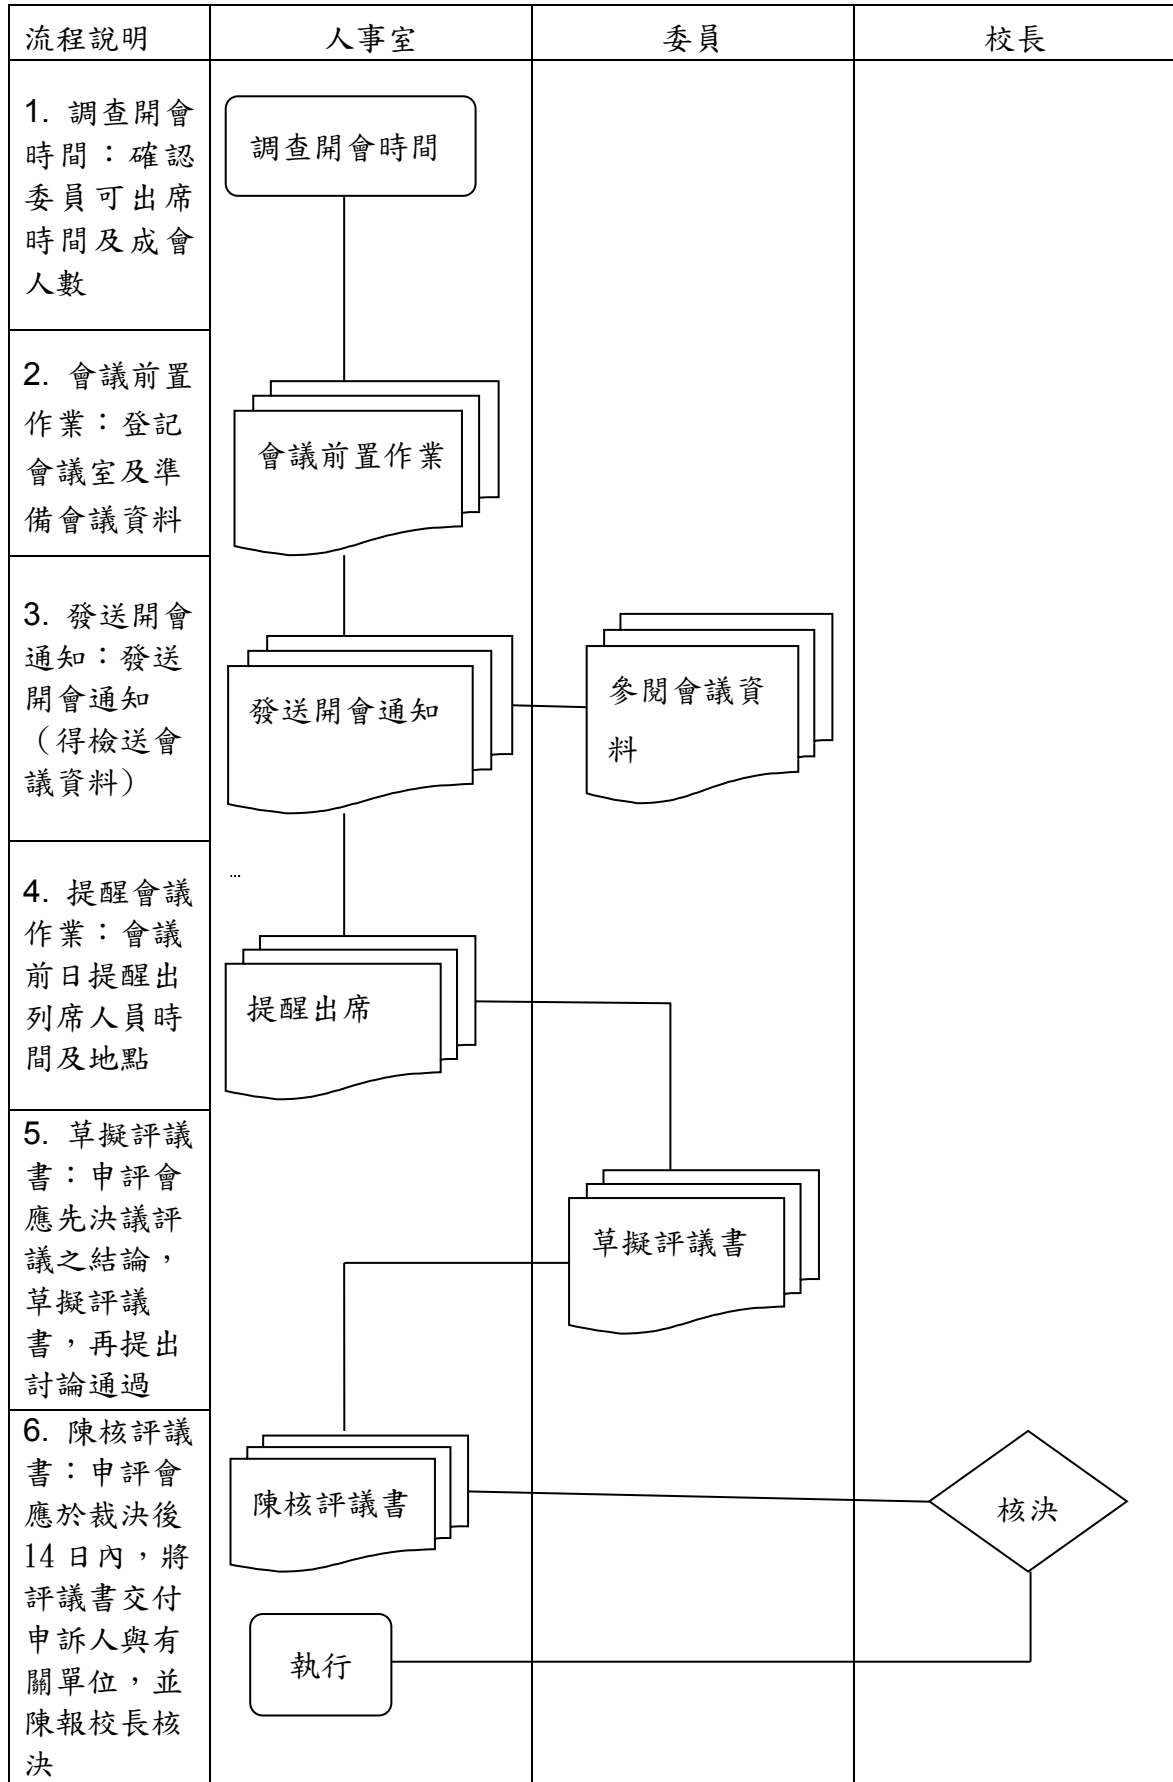 流程說明
人事室
委員
校長
1. 調查開會
時間：確認
委員可出席
時間及成會
人數
調查開會時間
2. 會議前置
作業：登記
會議室及準
備會議資料
會議前置作業
3. 發送開會
通知：發送
開會通知
（得檢送會
議資料）
發送開會通知
參閱會議資
料
4. 提醒會議
作業：會議
前日提醒出
列席人員時
間及地點
…
提醒出席
5. 草擬評議
書：申評會
應先決議評
議之結論，
草擬評議
書，再提出
討論通過
草擬評議書
6. 陳核評議
書：申評會
應於裁決後
14 日內，將
評議書交付
申訴人與有
關單位，並
陳報校長核
決
陳核評議書
核決
執行